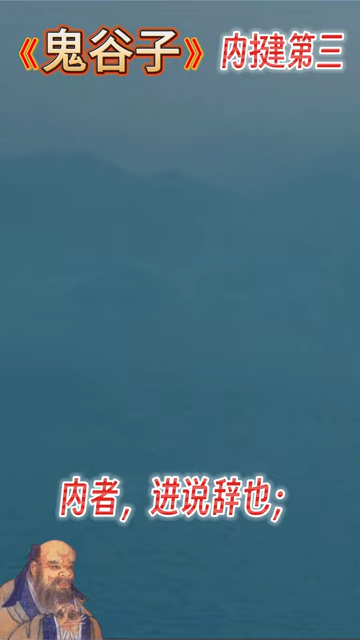 《鬼谷子》 内揵第三
内者，进说辞也；